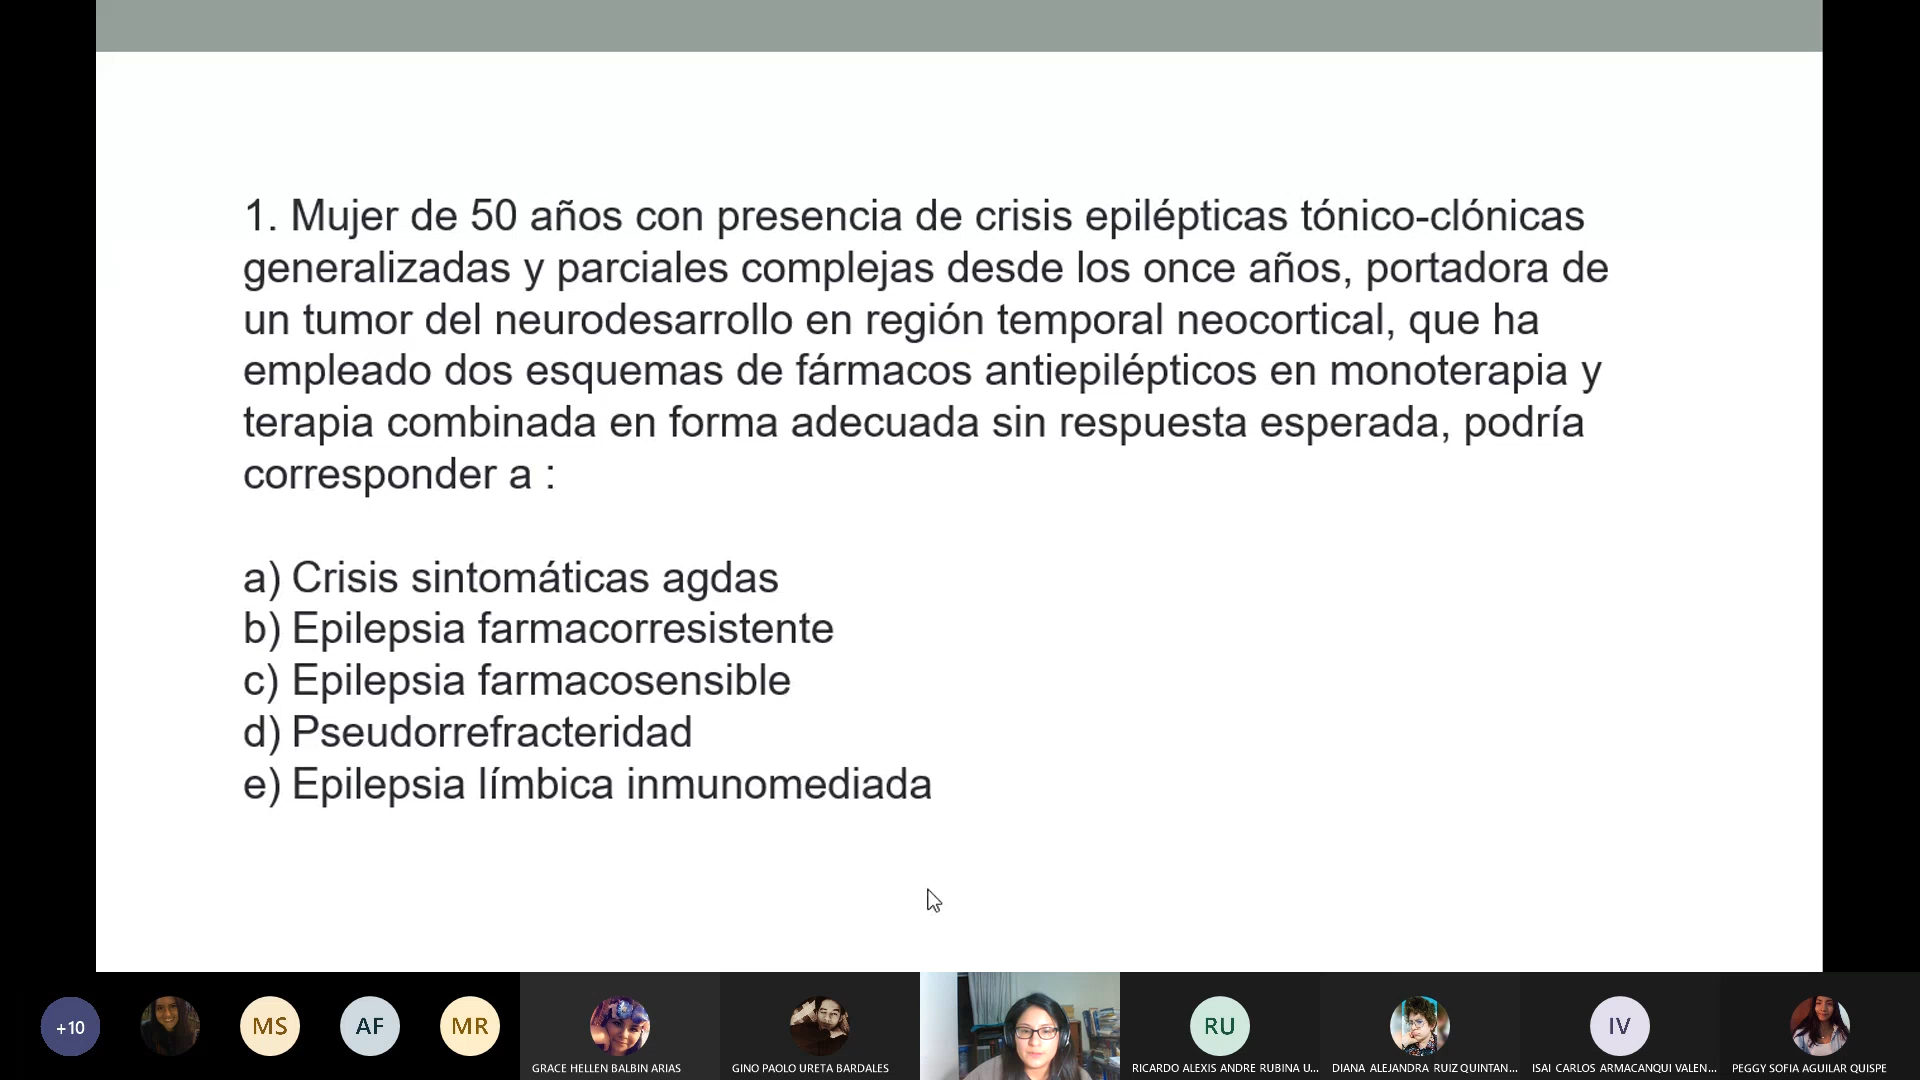 1. Mujer de 50 años con presencia de crisis epilépticas tónico-clónicas
generalizadas y parciales complejas desde los once años, portadora de
un tumor del neurodesarrollo en región temporal neocortical, que ha
empleado dos esquemas de fármacos antiepilépticos en monoterapia y
terapia combinada en forma adecuada sin respuesta esperada, podría
corresponder a :
a) Crisis sintomáticas agdas
b) Epilepsia farmacorresistente
c) Epilepsia farmacosensible
d) Pseudorrefracteridad
e) Epilepsia límbica inmunomediada
+10
MS
AF
MR
RU
IV
GRACE HELLEN BALBIN ARIAS
GINO PAOLO URETA BARDALES
RICARDO ALEXIS ANDRE RUBINA U...
DIANA ALEJANDRA RUIZ QUINTAN...
ISAI CARLOS ARMACANQUI VALEN...
PEGGY SOFIA AGUILAR QUISPE